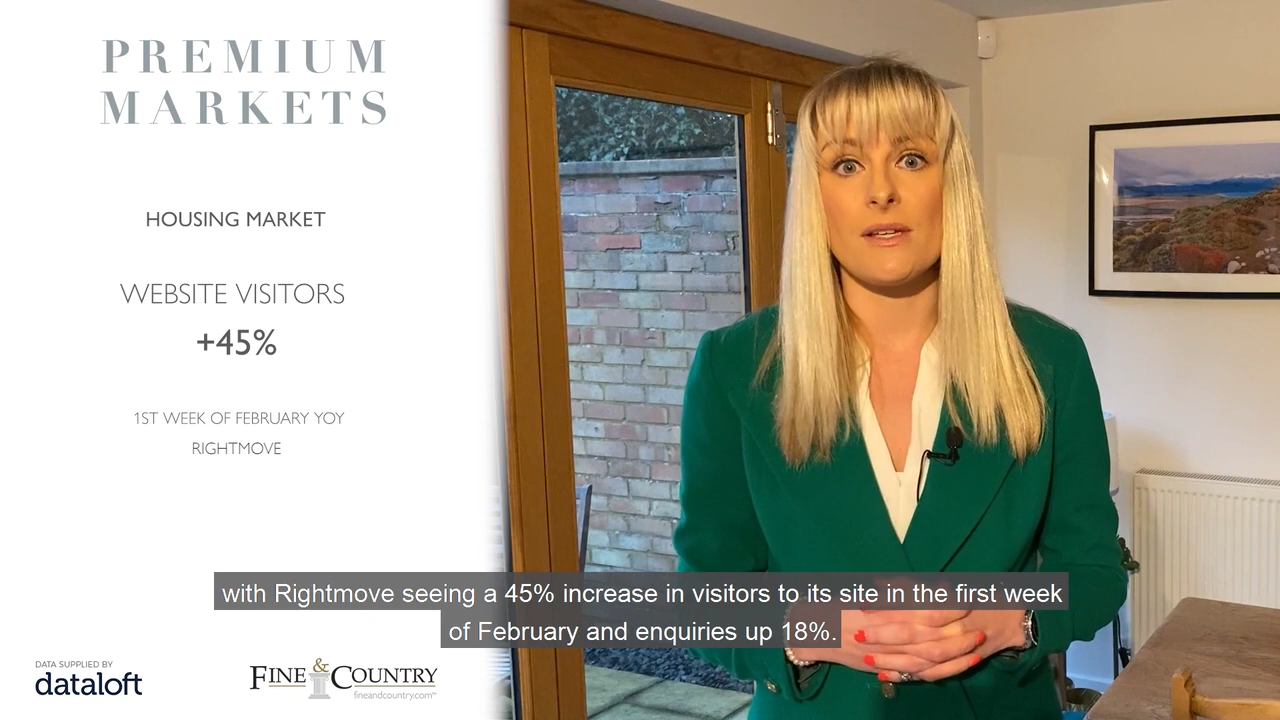 PREMIUM
MARKETS
HOUSING MARKET
WEBSITE VISITORS
+45%
1ST WEEK OF FEBRUARY YOY
RIGHTMOVE
with Rightmove seeing a 45% increase in visitors to its site in the first week
of February and enquiries up 18%.
DATA SUPPLIED BY
dataloft
FINE & COUNTRY
fineandcountry.com™